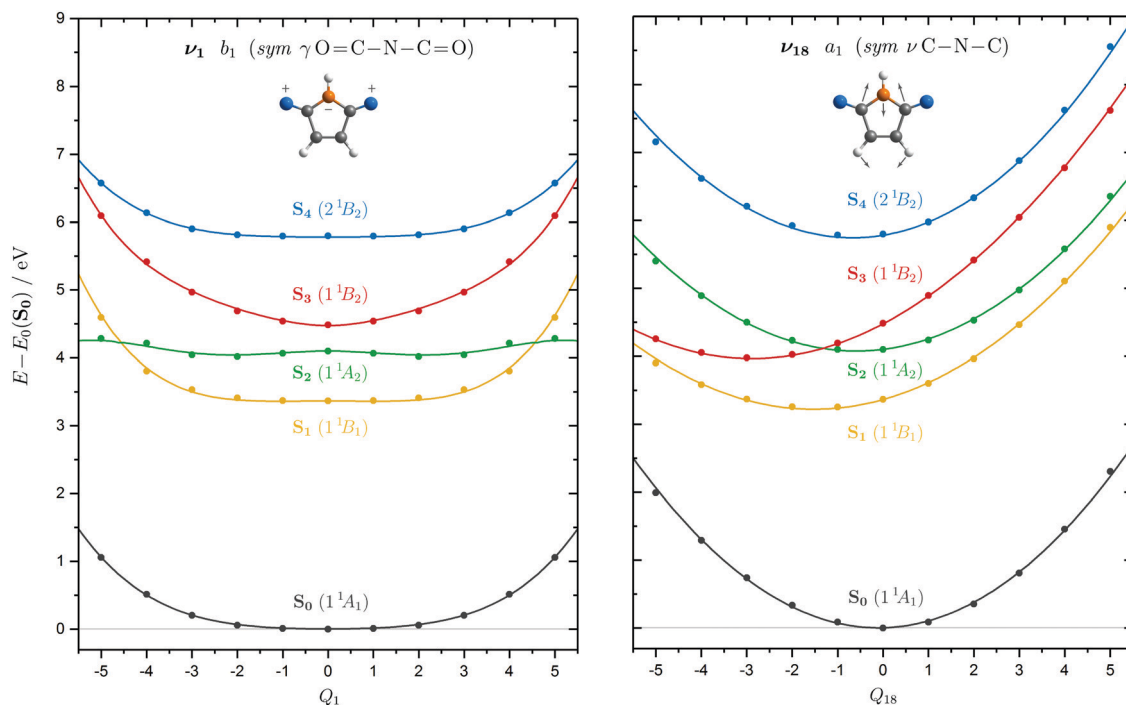 ν₁ b₁ (sym γ O=C−N−C=O)
+ +
−
9
8
7
6
5
4
3
2
1
0
E−E₀(S₀) / eV
S₄ (2 ¹B₂)
S₃ (1 ¹B₂)
S₂ (1 ¹A₂)
S₁ (1 ¹B₁)
S₀ (1 ¹A₁)
-5 -4 -3 -2 -1 0 1 2 3 4 5
Q₁
ν₁₈ a₁ (sym ν C−N−C)
S₄ (2 ¹B₂)
S₃ (1 ¹B₂)
S₂ (1 ¹A₂)
S₁ (1 ¹B₁)
S₀ (1 ¹A₁)
-5 -4 -3 -2 -1 0 1 2 3 4 5
Q₁₈